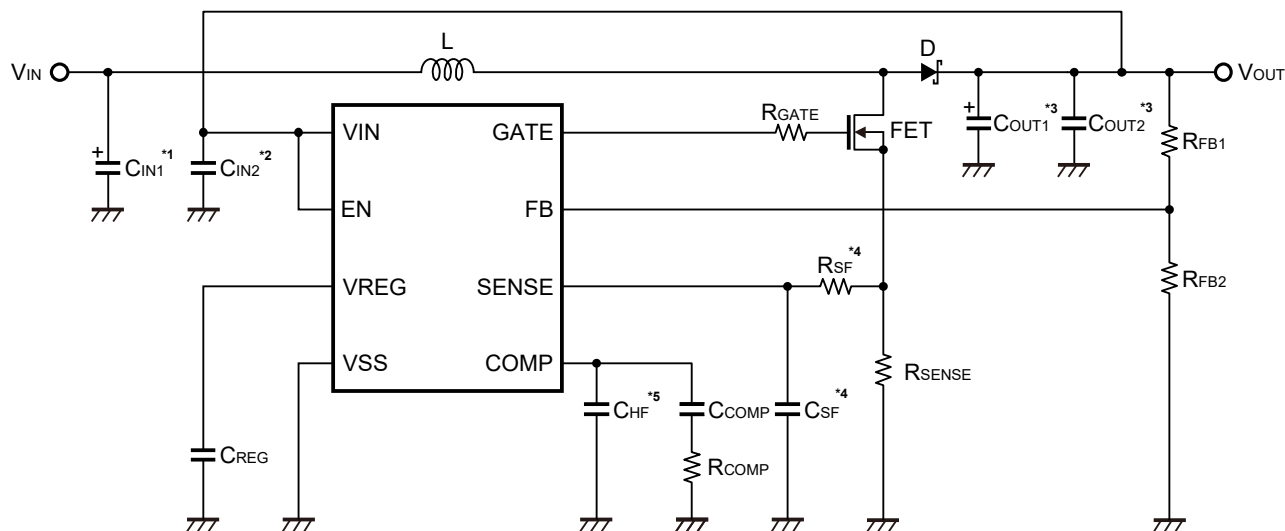 L
D
VIN
VOUT
CIN1*1
CIN2*2
VIN
EN
VREG
VSS
GATE
FB
SENSE
COMP
RGATE
FET
COUT1*3
COUT2*3
RFB1
RFB2
RSF*4
RSENSE
CHF*5
CCOMP
CSF*4
RCOMP
CREG
+
+